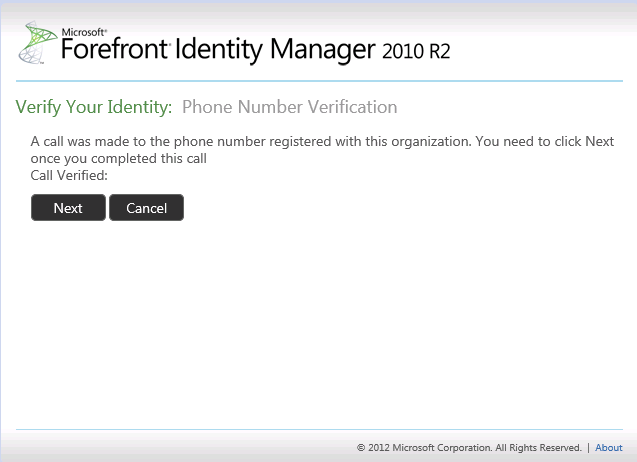 Microsoft®
Forefront® Identity Manager 2010 R2
Verify Your Identity: Phone Number Verification
A call was made to the phone number registered with this organization. You need to click Next
once you completed this call
Call Verified:
Next Cancel
© 2012 Microsoft Corporation. All Rights Reserved. | About